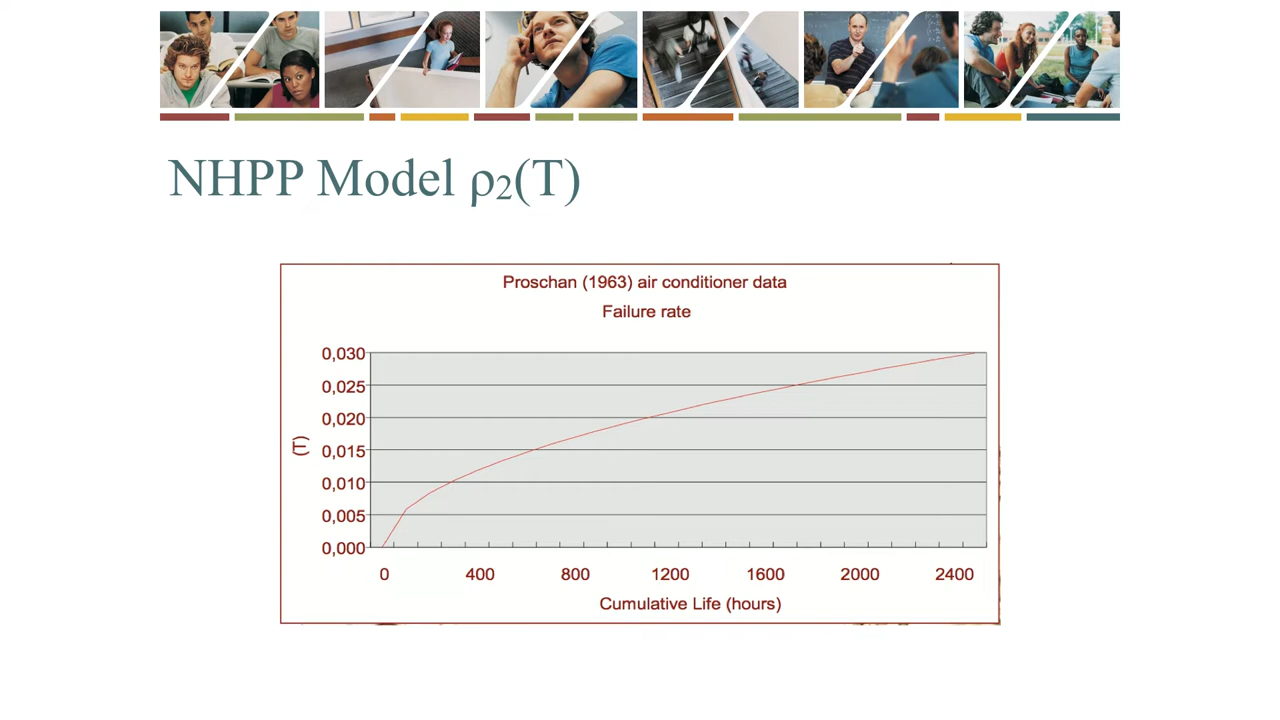 NHPP Model ρ₂(T)
Proschan (1963) air conditioner data
Failure rate
0,030
0,025
0,020
0,015
0,010
0,005
0,000
(T)
0 400 800 1200 1600 2000 2400
Cumulative Life (hours)